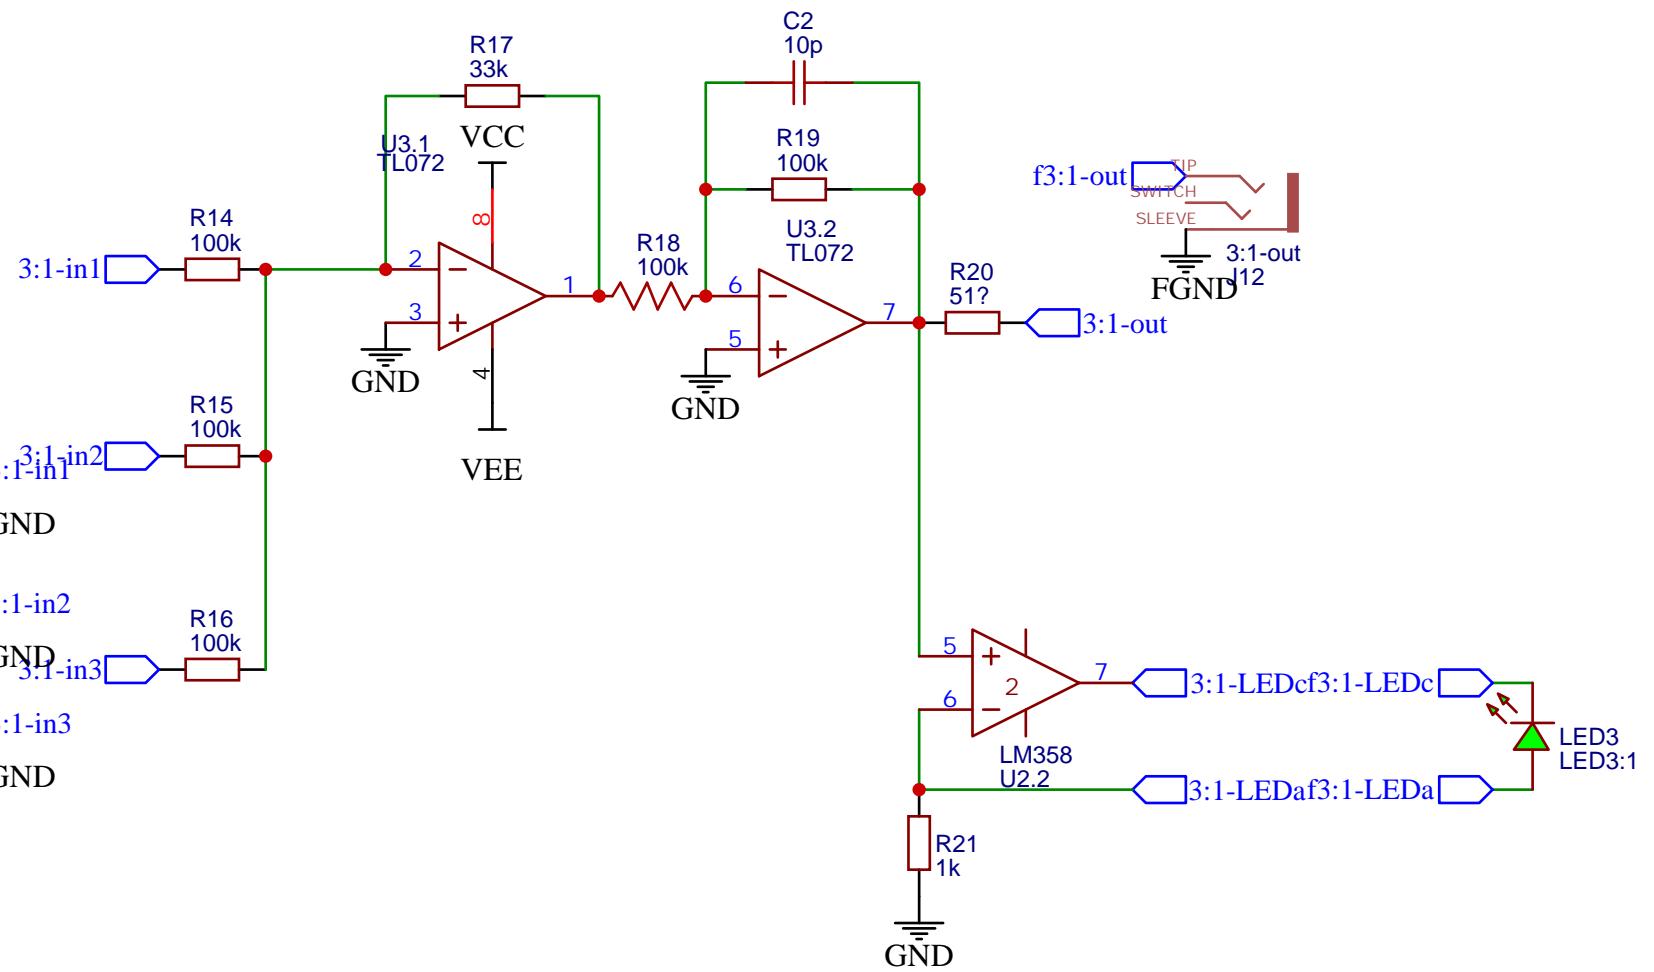 C2
10p
R17
33k
VCC
U3.1
TL072
8
R19
100k
f3:1-out
TIP
SWITCH
SLEEVE
3:1-out
J12
FGND
R14
100k
3:1-in1
2
3
1
4
GND
VEE
R18
100k
U3.2
TL072
6
5
7
GND
R20
51?
3:1-out
R15
100k
3:1-in2
:1-in1
GND
:1-in2
R16
100k
GND
3:1-in3
:1-in3
GND
5
6
2
7
LM358
U2.2
3:1-LEDc
f3:1-LEDc
3:1-LEDa
f3:1-LEDa
LED3
LED3:1
R21
1k
GND